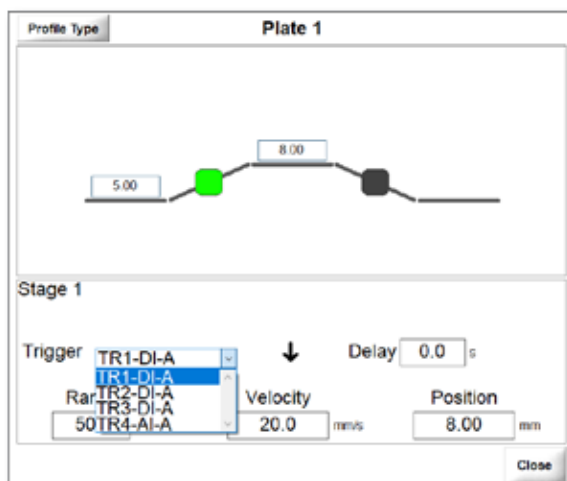 Profile Type
Plate 1
8.00
5.00
Stage 1
Trigger TR1-DI-A Delay 0.0 s
TR1-DI-A
TR2-DI-A
TR3-DI-A
TR4-AI-A
Velocity Position
50 20.0 mm/s 8.00 mm
Close